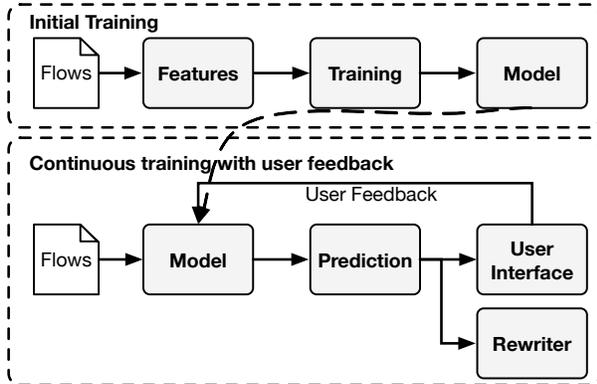 Initial Training
Flows
Features
Training
Model
Continuous training with user feedback
User Feedback
Flows
Model
Prediction
User
Interface
Rewriter